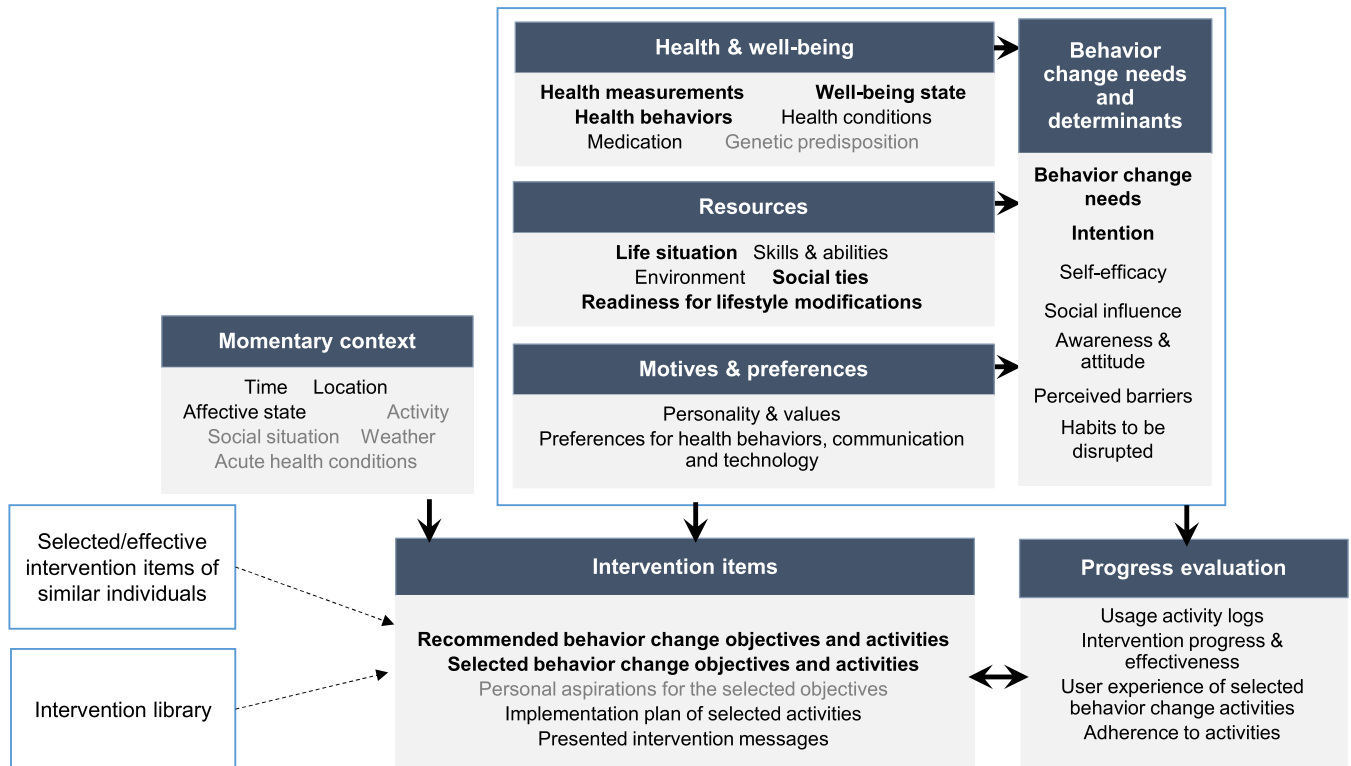 Health & well-being
Health measurements Well-being state
Health behaviors Health conditions
Medication Genetic predisposition
Resources
Life situation Skills & abilities
Environment Social ties
Readiness for lifestyle modifications
Motives & preferences
Personality & values
Preferences for health behaviors, communication
and technology
Behavior
change needs
and
determinants
Behavior change
needs
Intention
Self-efficacy
Social influence
Awareness &
attitude
Perceived barriers
Habits to be
disrupted
Momentary context
Time Location
Affective state Activity
Social situation Weather
Acute health conditions
Selected/effective
intervention items of
similar individuals
Intervention library
Intervention items
Recommended behavior change objectives and activities
Selected behavior change objectives and activities
Personal aspirations for the selected objectives
Implementation plan of selected activities
Presented intervention messages
Progress evaluation
Usage activity logs
Intervention progress &
effectiveness
User experience of selected
behavior change activities
Adherence to activities